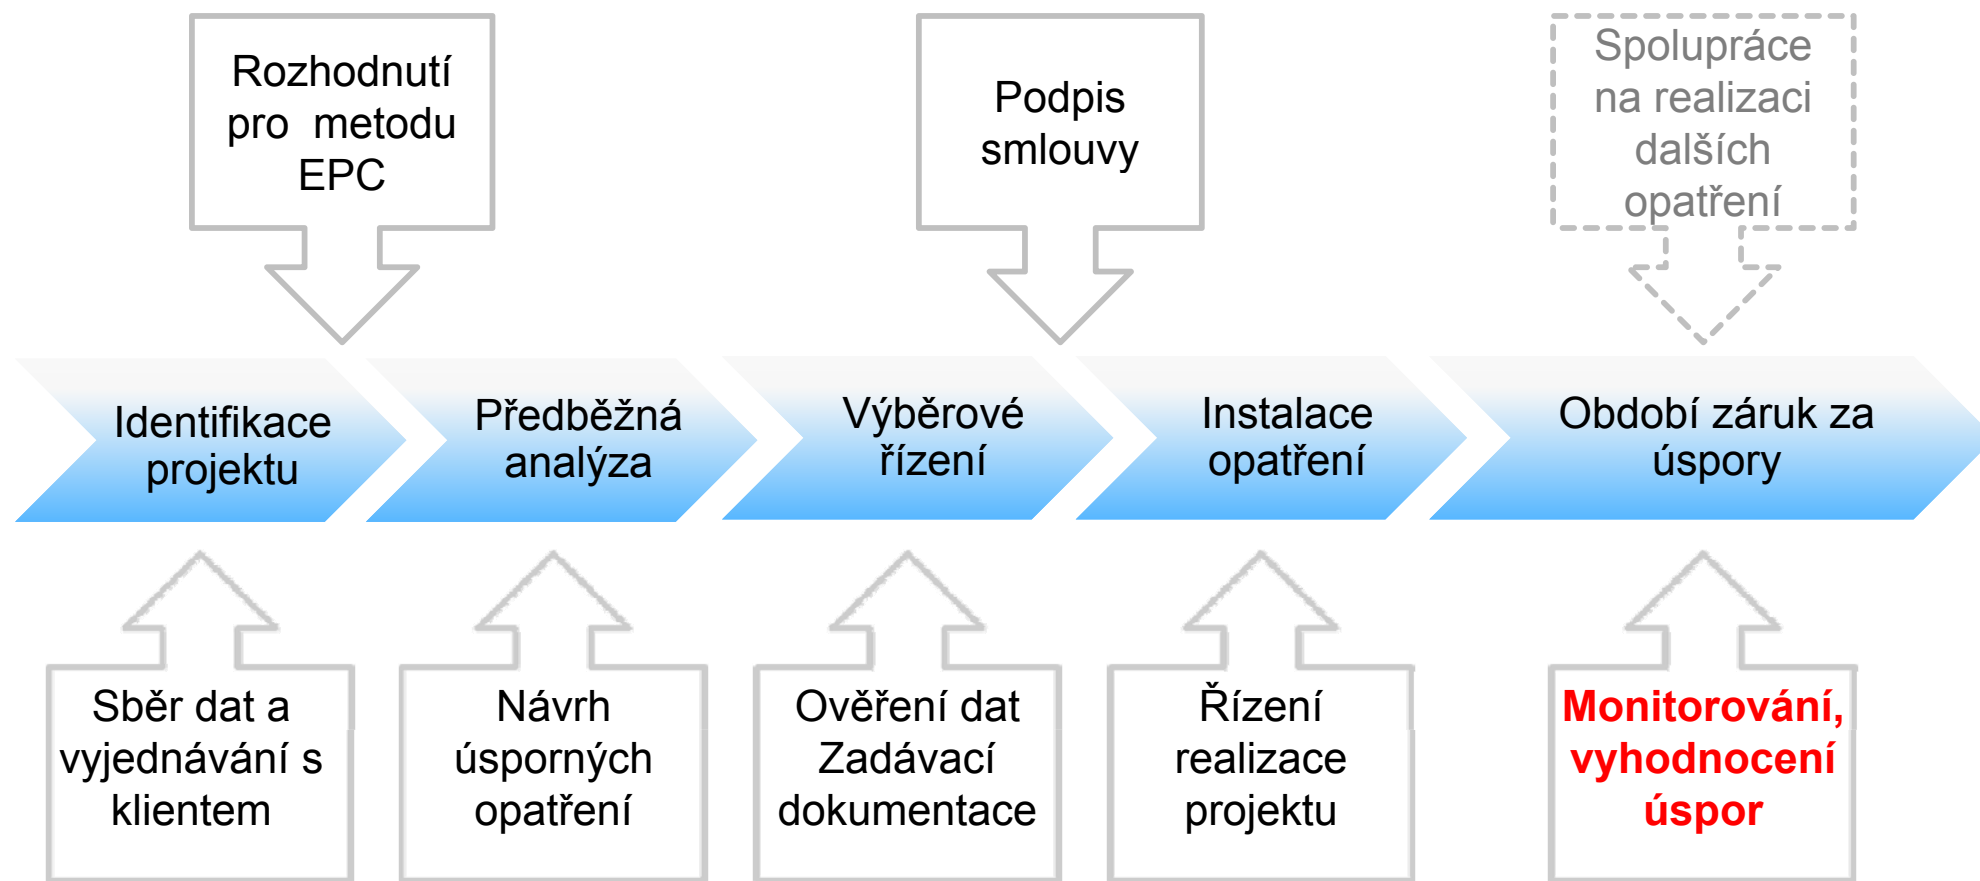 Rozhodnutí
pro metodu
EPC
Podpis
smlouvy
Spolupráce
na realizaci
dalších
opatření
Identifikace
projektu
Předběžná
analýza
Výběrové
řízení
Instalace
opatření
Období záruk za
úspory
Sběr dat a
vyjednávání s
klientem
Návrh
úsporných
opatření
Ověření dat
Zadávací
dokumentace
Řízení
realizace
projektu
Monitorování,
vyhodnocení
úspor